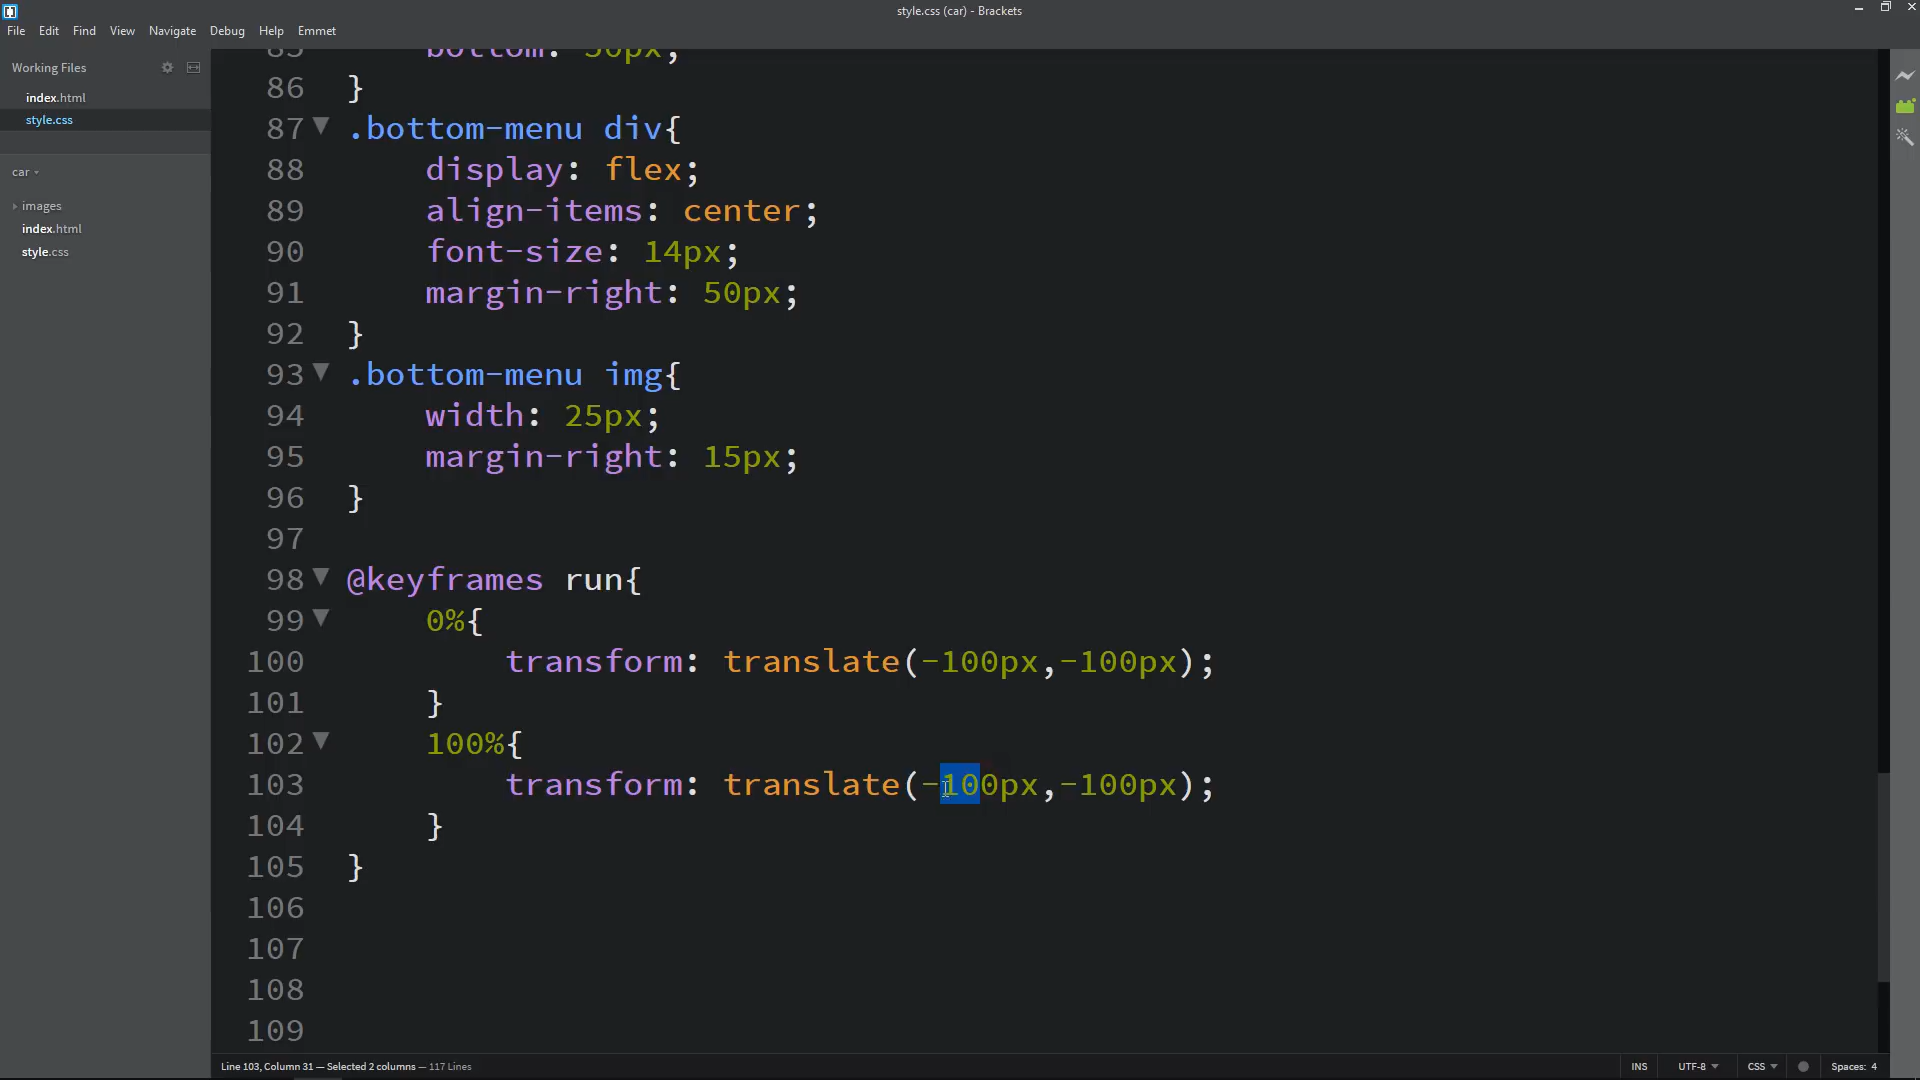 style.css (car) - Brackets
File Edit Find View Navigate Debug Help Emmet
Working Files
index.html
style.css
car
images
index.html
style.css
85 bottom: 50px;
86 }
87 .bottom-menu div{
88 display: flex;
89 align-items: center;
90 font-size: 14px;
91 margin-right: 50px;
92 }
93 .bottom-menu img{
94 width: 25px;
95 margin-right: 15px;
96 }
97
98 @keyframes run{
99 0%{
100 transform: translate(-100px,-100px);
101 }
102 100%{
103 transform: translate(-100px,-100px);
104 }
105 }
106
107
108
109
Line 103, Column 31 — Selected 2 columns — 117 Lines INS UTF-8 CSS Spaces: 4